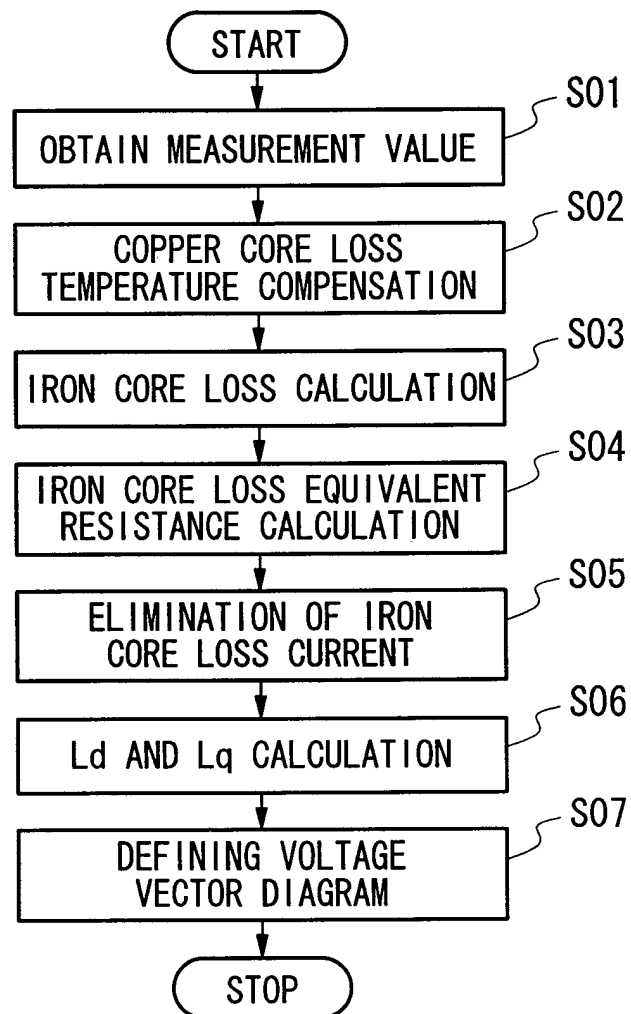 START
S01
OBTAIN MEASUREMENT VALUE
S02
COPPER CORE LOSS
TEMPERATURE COMPENSATION
S03
IRON CORE LOSS CALCULATION
S04
IRON CORE LOSS EQUIVALENT
RESISTANCE CALCULATION
S05
ELIMINATION OF IRON
CORE LOSS CURRENT
S06
Ld AND Lq CALCULATION
S07
DEFINING VOLTAGE
VECTOR DIAGRAM
STOP